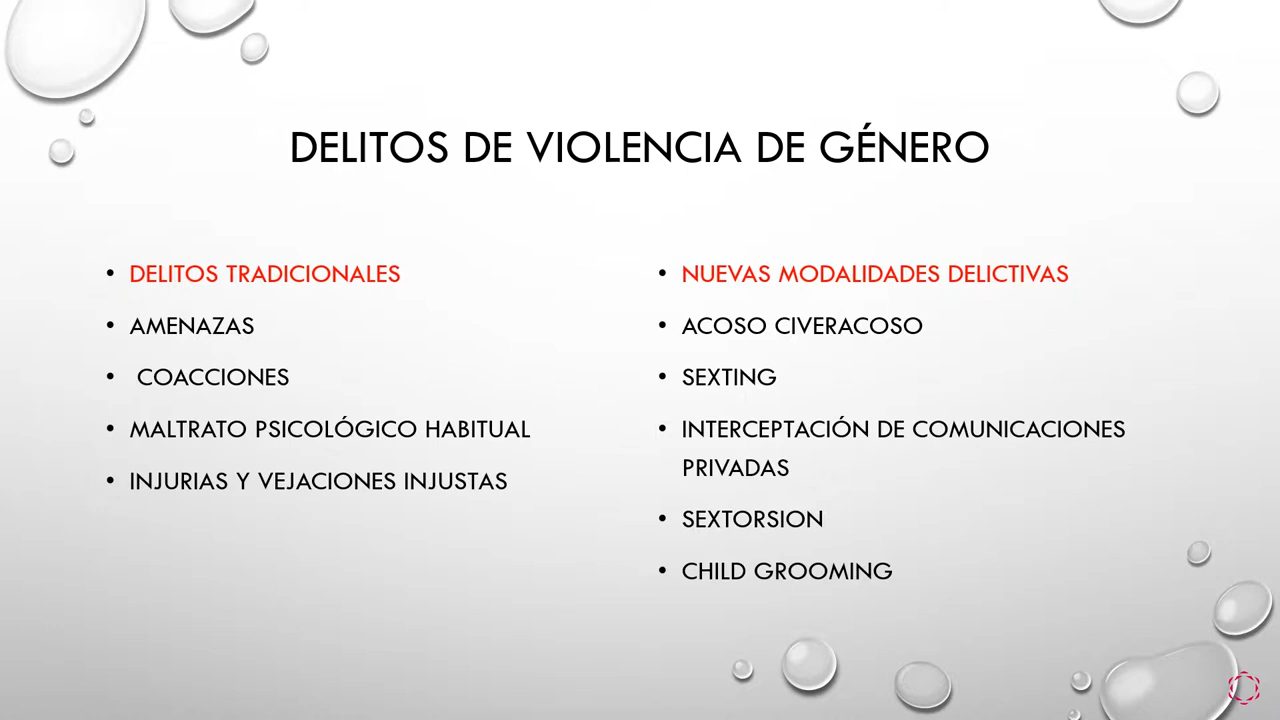 DELITOS DE VIOLENCIA DE GÉNERO
• DELITOS TRADICIONALES
• AMENAZAS
• COACCIONES
• MALTRATO PSICOLÓGICO HABITUAL
• INJURIAS Y VEJACIONES INJUSTAS
• NUEVAS MODALIDADES DELICTIVAS
• ACOSO CIVERACOSO
• SEXTING
• INTERCEPTACIÓN DE COMUNICACIONES
PRIVADAS
• SEXTORSION
• CHILD GROOMING